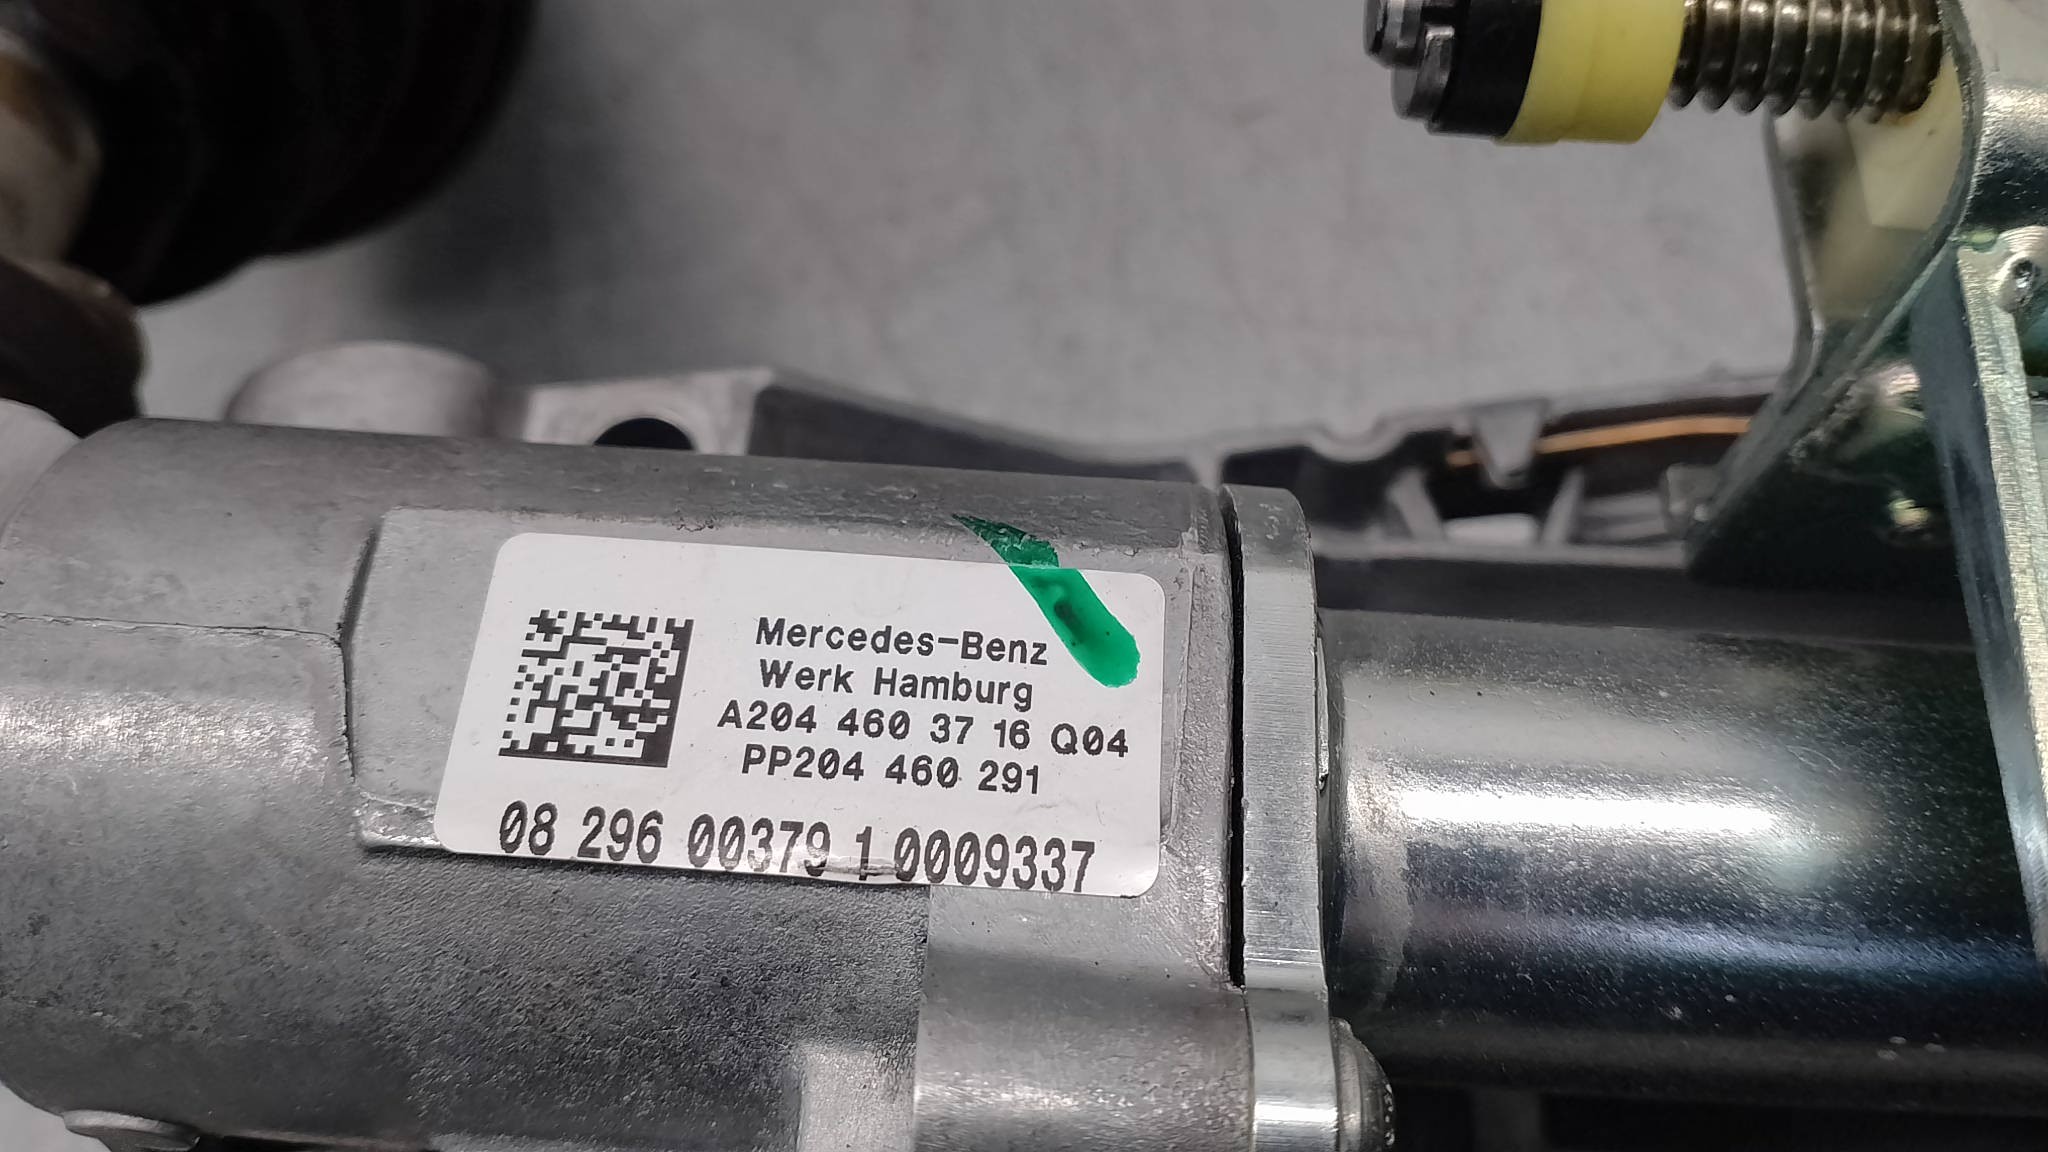 Mercedes-Benz
Werk Hamburg
A204 460 37 16 Q04
PP204 460 291
08 296 00379 1 0009337